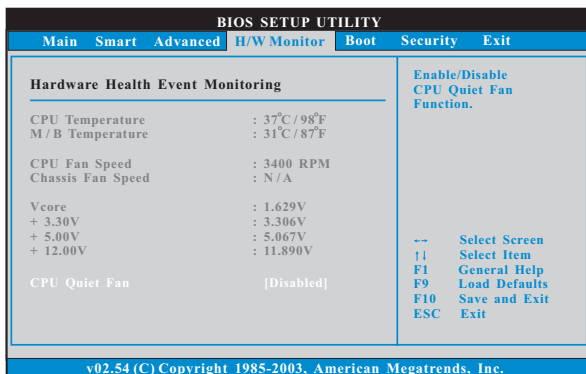 BIOS SETUP UTILITY
Main Smart Advanced H/W Monitor Boot Security Exit
Hardware Health Event Monitoring
CPU Temperature : 37°C / 98°F
M / B Temperature : 31°C / 87°F
CPU Fan Speed : 3400 RPM
Chassis Fan Speed : N / A
Vcore : 1.629V
+ 3.30V : 3.306V
+ 5.00V : 5.067V
+ 12.00V : 11.890V
CPU Quiet Fan [Disabled]
Enable/Disable
CPU Quiet Fan
Function.
←→ Select Screen
↑↓ Select Item
F1 General Help
F9 Load Defaults
F10 Save and Exit
ESC Exit
v02.54 (C) Copyright 1985-2003, American Megatrends, Inc.